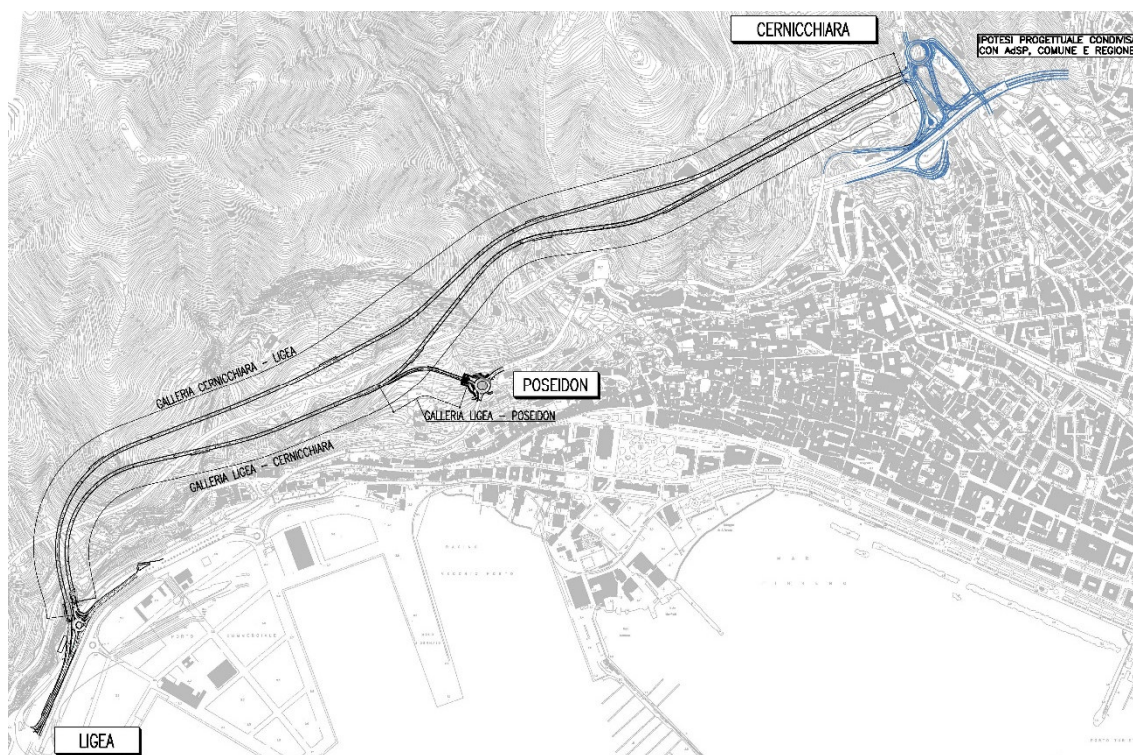 CERNICCHIARA
IPOTESI PROGETTUALE CONDIVISA
CON AdSP, COMUNE E REGIONE
GALLERIA CERNICCHIARA - LIGEA
POSEIDON
GALLERIA LIGEA - POSEIDON
GALLERIA LIGEA - CERNICCHIARA
LIGEA